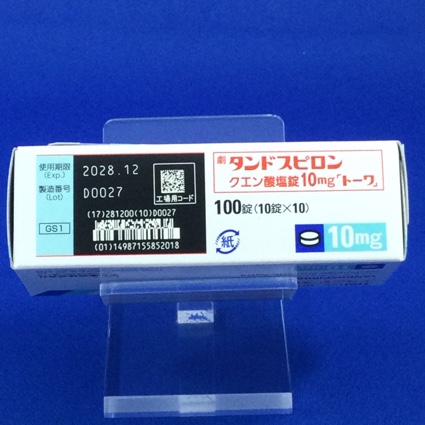 使用期限
(Exp.)
2028.12
製造番号
(Lot)
D0027
工場用コード
GS1
(17)281200(10)D0027
(01)14987155852018
劇 タンドスピロン
クエン酸塩錠10mg「トーワ」
100錠(10錠×10)
紙
10mg